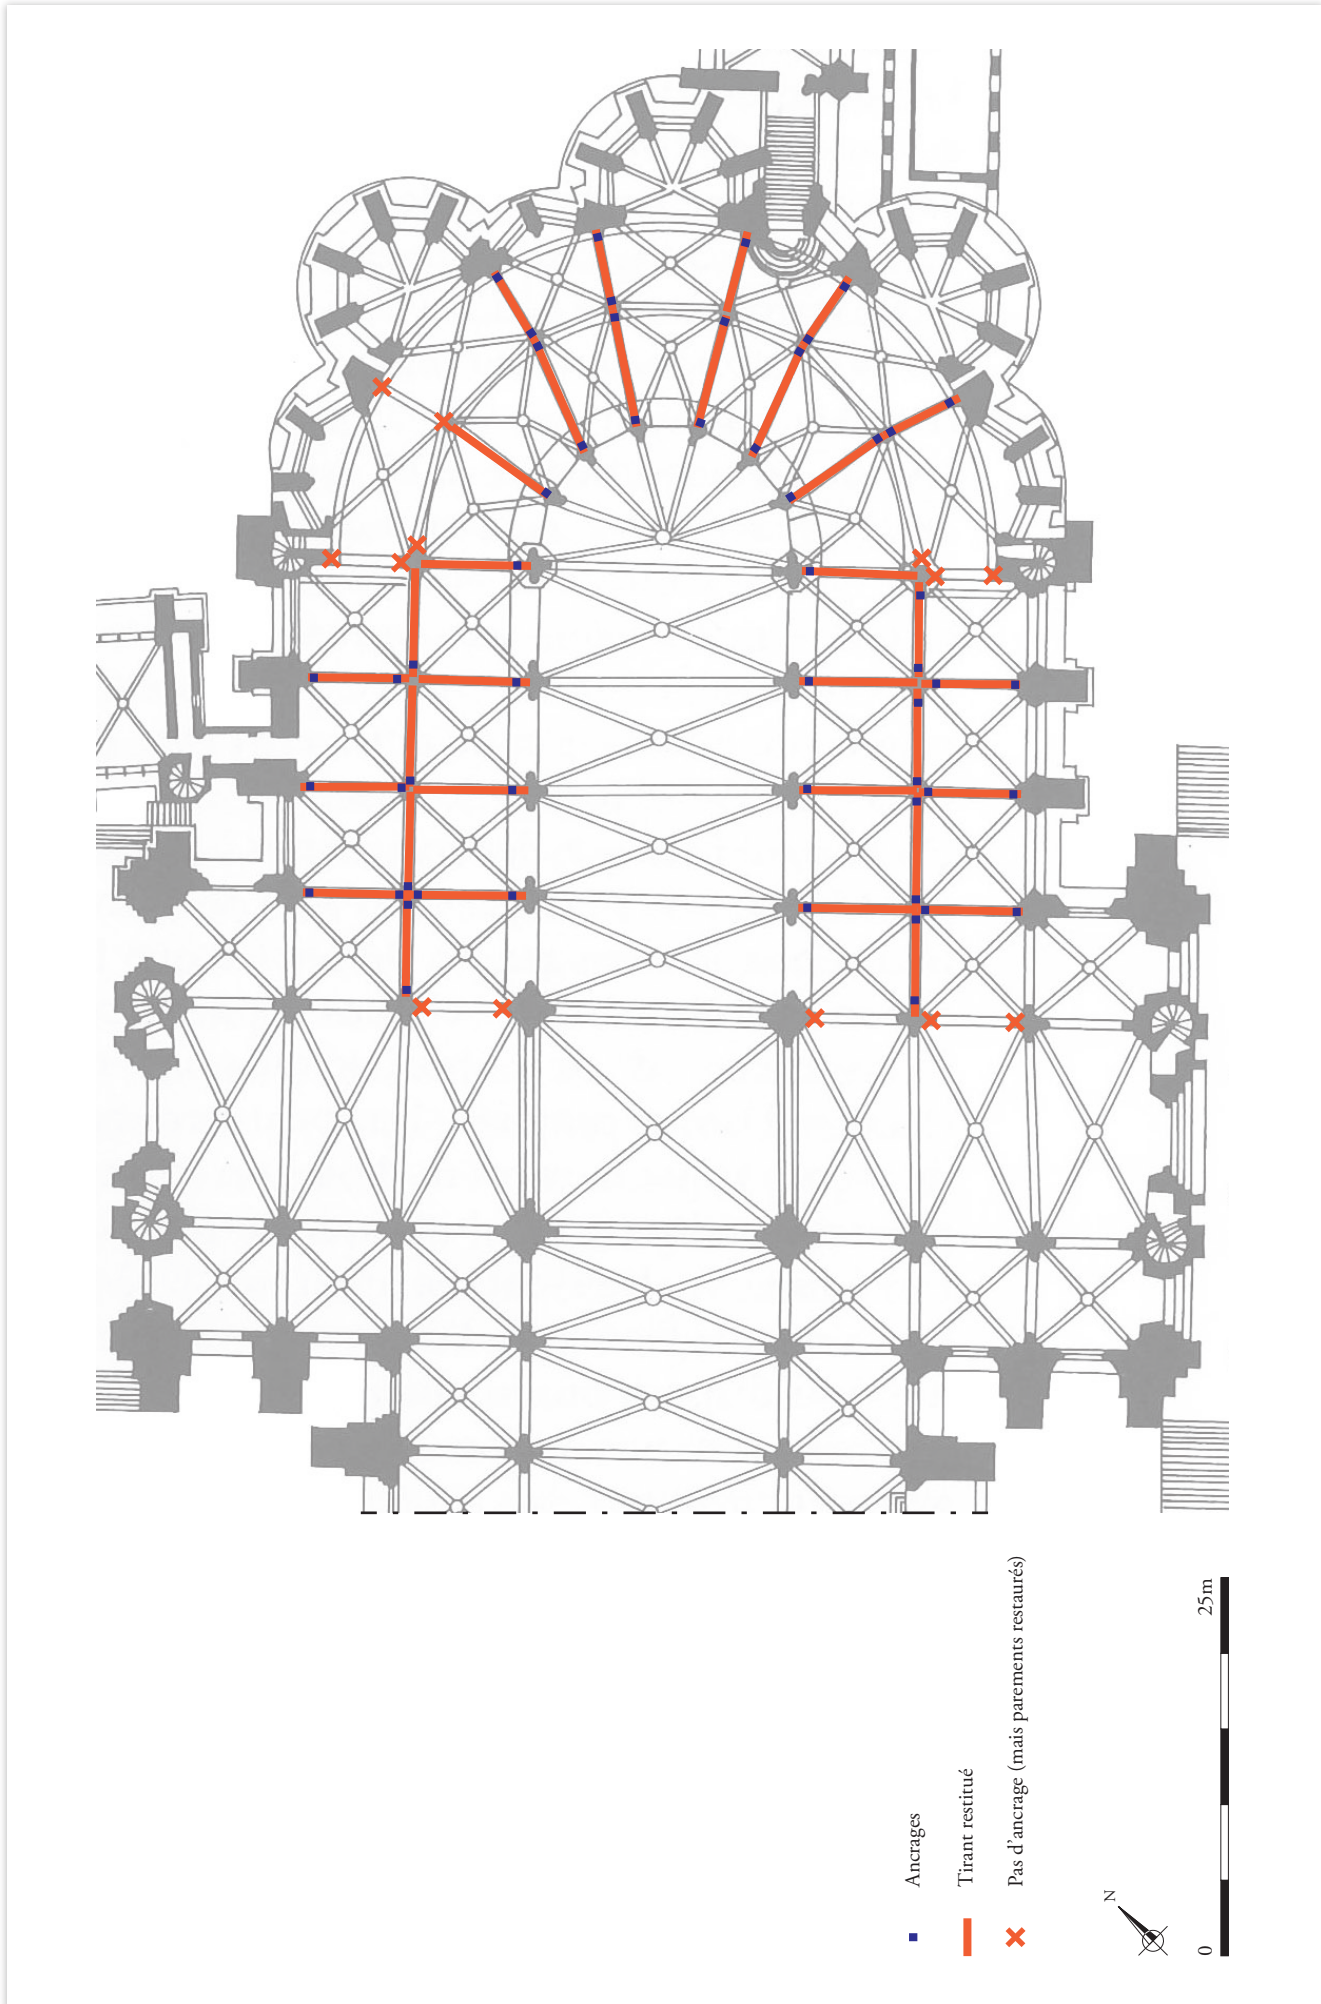 Ancrages
Tirant restitué
Pas d'ancrage (mais parements restaurés)
N
0
25m